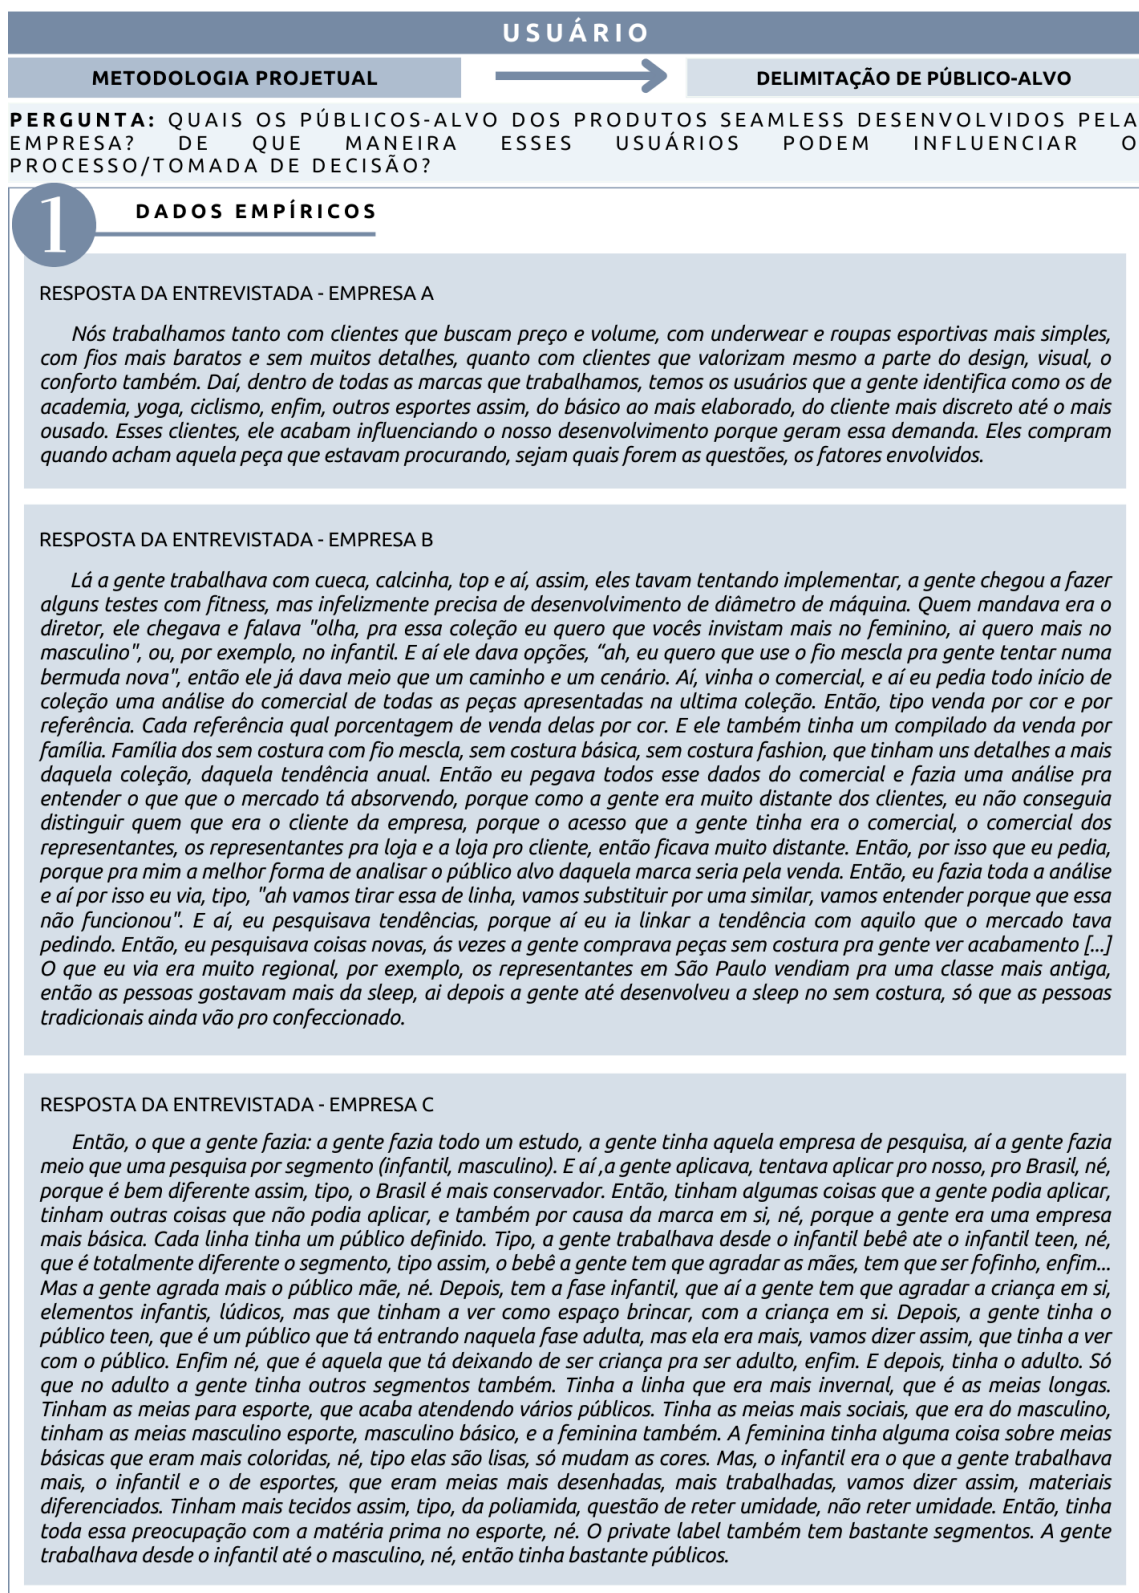 USUÁRIO
METODOLOGIA PROJETUAL
DELIMITAÇÃO DE PÚBLICO-ALVO
PERGUNTA: QUAIS OS PÚBLICOS-ALVO DOS PRODUTOS SEAMLESS DESENVOLVIDOS PELA
EMPRESA? DE QUE MANEIRA ESSES USUÁRIOS PODEM INFLUENCIAR O
PROCESSO/TOMADA DE DECISÃO?
1
DADOS EMPÍRICOS
RESPOSTA DA ENTREVISTADA - EMPRESA A
Nós trabalhamos tanto com clientes que buscam preço e volume, com underwear e roupas esportivas mais simples,
com fios mais baratos e sem muitos detalhes, quanto com clientes que valorizam mesmo a parte do design, visual, o
conforto também. Daí, dentro de todas as marcas que trabalhamos, temos os usuários que a gente identifica como os de
academia, yoga, ciclismo, enfim, outros esportes assim, do básico ao mais elaborado, do cliente mais discreto até o mais
ousado. Esses clientes, ele acabam influenciando o nosso desenvolvimento porque geram essa demanda. Eles compram
quando acham aquela peça que estavam procurando, sejam quais forem as questões, os fatores envolvidos.
RESPOSTA DA ENTREVISTADA - EMPRESA B
Lá a gente trabalhava com cueca, calcinha, top e aí, assim, eles tavam tentando implementar, a gente chegou a fazer
alguns testes com fitness, mas infelizmente precisa de desenvolvimento de diâmetro de máquina. Quem mandava era o
diretor, ele chegava e falava "olha, pra essa coleção eu quero que vocês invistam mais no feminino, ai quero mais no
masculino", ou, por exemplo, no infantil. E aí ele dava opções, “ah, eu quero que use o fio mescla pra gente tentar numa
bermuda nova", então ele já dava meio que um caminho e um cenário. Aí, vinha o comercial, e aí eu pedia todo início de
coleção uma análise do comercial de todas as peças apresentadas na ultima coleção. Então, tipo venda por cor e por
referência. Cada referência qual porcentagem de venda delas por cor. E ele também tinha um compilado da venda por
família. Família dos sem costura com fio mescla, sem costura básica, sem costura fashion, que tinham uns detalhes a mais
daquela coleção, daquela tendência anual. Então eu pegava todos esse dados do comercial e fazia uma análise pra
entender o que que o mercado tá absorvendo, porque como a gente era muito distante dos clientes, eu não conseguia
distinguir quem que era o cliente da empresa, porque o acesso que a gente tinha era o comercial, o comercial dos
representantes, os representantes pra loja e a loja pro cliente, então ficava muito distante. Então, por isso que eu pedia,
porque pra mim a melhor forma de analisar o público alvo daquela marca seria pela venda. Então, eu fazia toda a análise
e aí por isso eu via, tipo, "ah vamos tirar essa de linha, vamos substituir por uma similar, vamos entender porque que essa
não funcionou". E aí, eu pesquisava tendências, porque aí eu ia linkar a tendência com aquilo que o mercado tava
pedindo. Então, eu pesquisava coisas novas, ás vezes a gente comprava peças sem costura pra gente ver acabamento [...]
O que eu via era muito regional, por exemplo, os representantes em São Paulo vendiam pra uma classe mais antiga,
então as pessoas gostavam mais da sleep, ai depois a gente até desenvolveu a sleep no sem costura, só que as pessoas
tradicionais ainda vão pro confeccionado.
RESPOSTA DA ENTREVISTADA - EMPRESA C
Então, o que a gente fazia: a gente fazia todo um estudo, a gente tinha aquela empresa de pesquisa, aí a gente fazia
meio que uma pesquisa por segmento (infantil, masculino). E aí ,a gente aplicava, tentava aplicar pro nosso, pro Brasil, né,
porque é bem diferente assim, tipo, o Brasil é mais conservador. Então, tinham algumas coisas que a gente podia aplicar,
tinham outras coisas que não podia aplicar, e também por causa da marca em si, né, porque a gente era uma empresa
mais básica. Cada linha tinha um público definido. Tipo, a gente trabalhava desde o infantil bebê ate o infantil teen, né,
que é totalmente diferente o segmento, tipo assim, o bebê a gente tem que agradar as mães, tem que ser fofinho, enfim...
Mas a gente agrada mais o público mãe, né. Depois, tem a fase infantil, que aí a gente tem que agradar a criança em si,
elementos infantis, lúdicos, mas que tinham a ver como espaço brincar, com a criança em si. Depois, a gente tinha o
público teen, que é um público que tá entrando naquela fase adulta, mas ela era mais, vamos dizer assim, que tinha a ver
com o público. Enfim né, que é aquela que tá deixando de ser criança pra ser adulto, enfim. E depois, tinha o adulto. Só
que no adulto a gente tinha outros segmentos também. Tinha a linha que era mais invernal, que é as meias longas.
Tinham as meias para esporte, que acaba atendendo vários públicos. Tinha as meias mais sociais, que era do masculino,
tinham as meias masculino esporte, masculino básico, e a feminina também. A feminina tinha alguma coisa sobre meias
básicas que eram mais coloridas, né, tipo elas são lisas, só mudam as cores. Mas, o infantil era o que a gente trabalhava
mais, o infantil e o de esportes, que eram meias mais desenhadas, mais trabalhadas, vamos dizer assim, materiais
diferenciados. Tinham mais tecidos assim, tipo, da poliamida, questão de reter umidade, não reter umidade. Então, tinha
toda essa preocupação com a matéria prima no esporte, né. O private label também tem bastante segmentos. A gente
trabalhava desde o infantil até o masculino, né, então tinha bastante públicos.